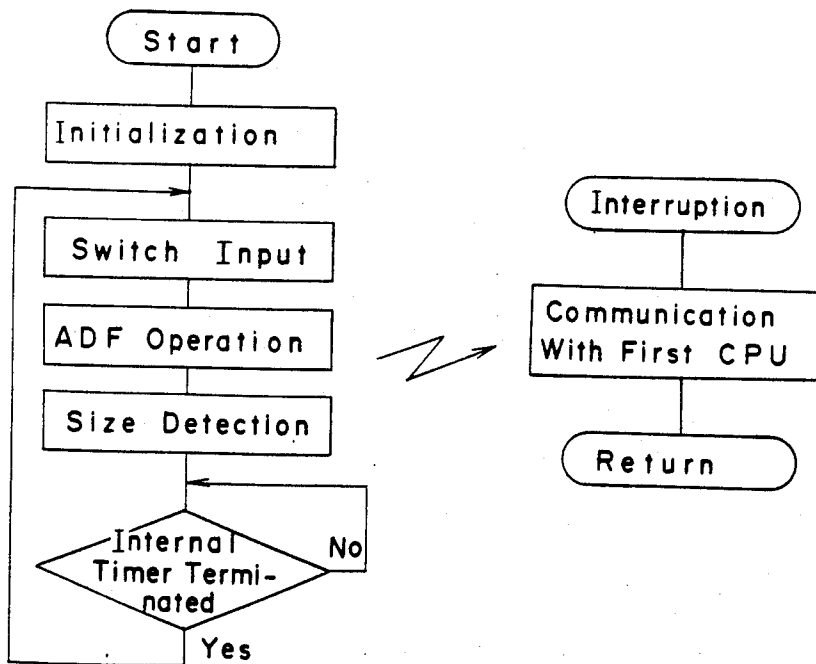 Start
Initialization
Switch Input
ADF Operation
Size Detection
Internal
Timer Termi-
nated
No
Yes
Interruption
Communication
With First CPU
Return